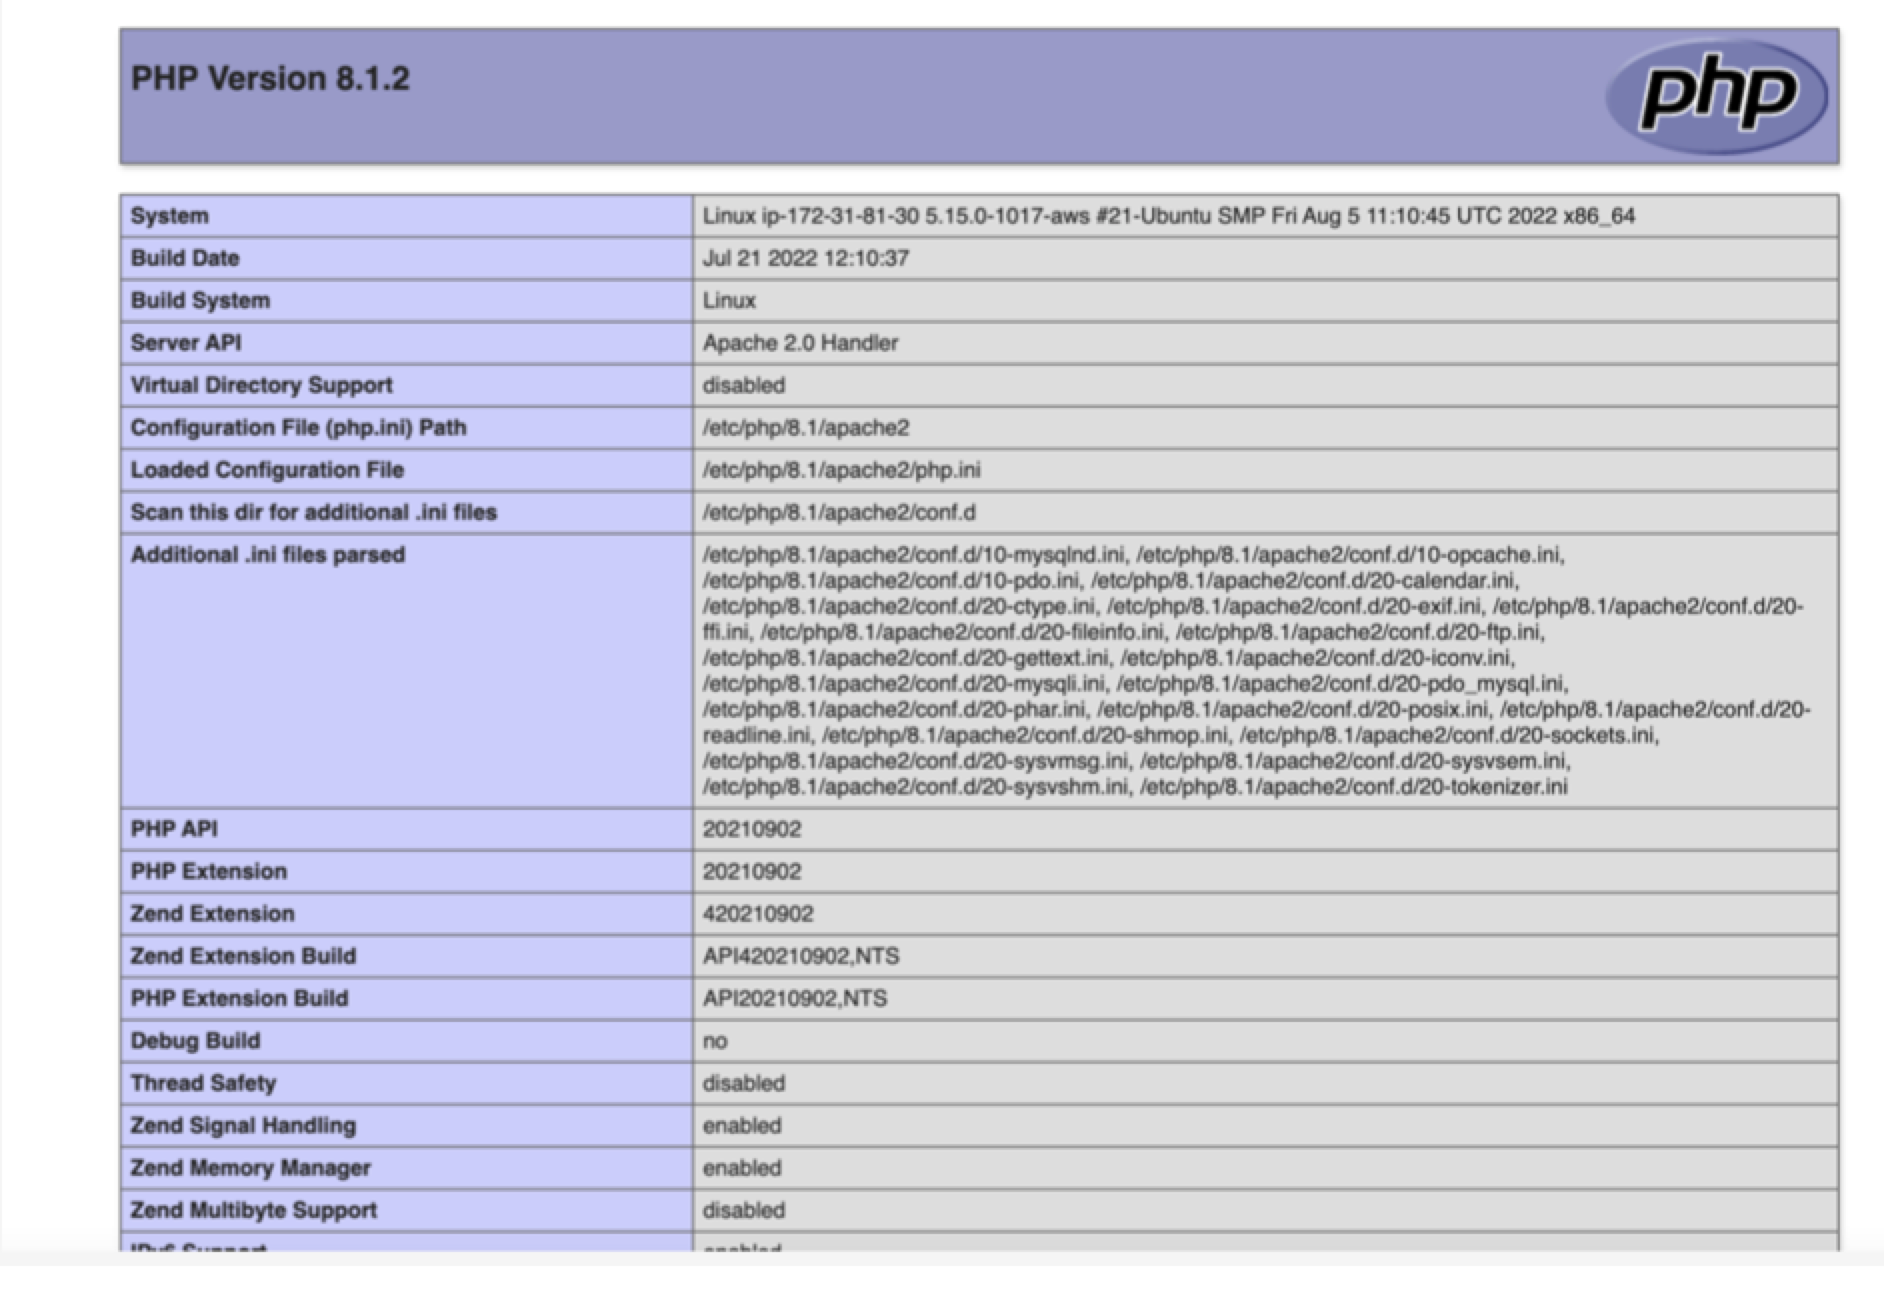 PHP Version 8.1.2
php
System Linux ip-172-31-81-30 5.15.0-1017-aws #21-Ubuntu SMP Fri Aug 5 11:10:45 UTC 2022 x86_64
Build Date Jul 21 2022 12:10:37
Build System Linux
Server API Apache 2.0 Handler
Virtual Directory Support disabled
Configuration File (php.ini) Path /etc/php/8.1/apache2
Loaded Configuration File /etc/php/8.1/apache2/php.ini
Scan this dir for additional .ini files /etc/php/8.1/apache2/conf.d
Additional .ini files parsed /etc/php/8.1/apache2/conf.d/10-mysqlnd.ini, /etc/php/8.1/apache2/conf.d/10-opcache.ini,
/etc/php/8.1/apache2/conf.d/10-pdo.ini, /etc/php/8.1/apache2/conf.d/20-calendar.ini,
/etc/php/8.1/apache2/conf.d/20-ctype.ini, /etc/php/8.1/apache2/conf.d/20-exif.ini, /etc/php/8.1/apache2/conf.d/20-
ffi.ini, /etc/php/8.1/apache2/conf.d/20-fileinfo.ini, /etc/php/8.1/apache2/conf.d/20-ftp.ini,
/etc/php/8.1/apache2/conf.d/20-gettext.ini, /etc/php/8.1/apache2/conf.d/20-iconv.ini,
/etc/php/8.1/apache2/conf.d/20-mysqli.ini, /etc/php/8.1/apache2/conf.d/20-pdo_mysql.ini,
/etc/php/8.1/apache2/conf.d/20-phar.ini, /etc/php/8.1/apache2/conf.d/20-posix.ini, /etc/php/8.1/apache2/conf.d/20-
readline.ini, /etc/php/8.1/apache2/conf.d/20-shmop.ini, /etc/php/8.1/apache2/conf.d/20-sockets.ini,
/etc/php/8.1/apache2/conf.d/20-sysvmsg.ini, /etc/php/8.1/apache2/conf.d/20-sysvsem.ini,
/etc/php/8.1/apache2/conf.d/20-sysvshm.ini, /etc/php/8.1/apache2/conf.d/20-tokenizer.ini
PHP API 20210902
PHP Extension 20210902
Zend Extension 420210902
Zend Extension Build API420210902,NTS
PHP Extension Build API20210902,NTS
Debug Build no
Thread Safety disabled
Zend Signal Handling enabled
Zend Memory Manager enabled
Zend Multibyte Support disabled
IPv6 Support enabled